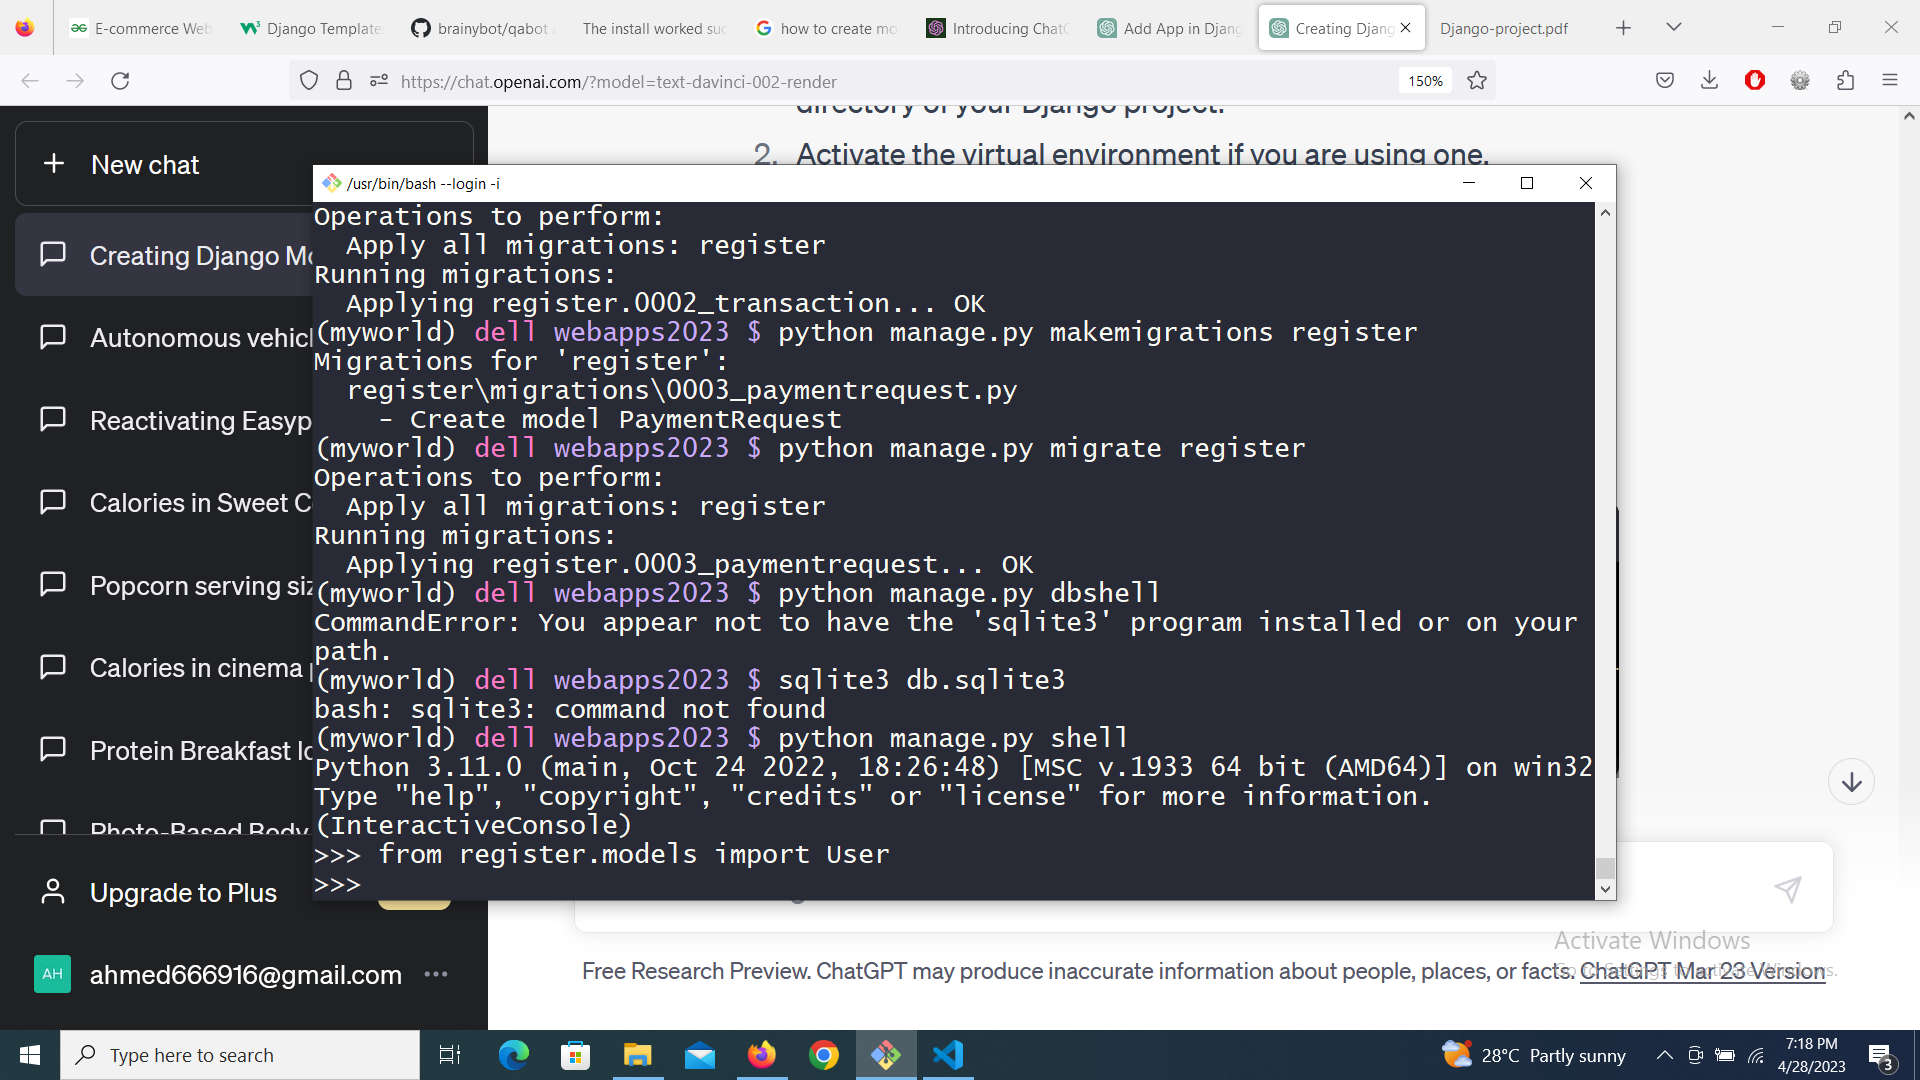 E-commerce Web
Django Template
brainybot/qabot
The install worked suc
how to create mo
Introducing ChatG
Add App in Djang
Creating Djang
Django-project.pdf
https://chat.openai.com/?model=text-davinci-002-render
150%
directory of your Django project.
2. Activate the virtual environment if you are using one.
New chat
Creating Django Mo
Autonomous vehicl
Reactivating Easyp
Calories in Sweet C
Popcorn serving siz
Calories in cinema p
Protein Breakfast Id
Photo-Based Body
Upgrade to Plus
AH
ahmed666916@gmail.com
/usr/bin/bash --login -i
Operations to perform:
Apply all migrations: register
Running migrations:
Applying register.0002_transaction... OK
(myworld) dell webapps2023 $ python manage.py makemigrations register
Migrations for 'register':
register\migrations\0003_paymentrequest.py
- Create model PaymentRequest
(myworld) dell webapps2023 $ python manage.py migrate register
Operations to perform:
Apply all migrations: register
Running migrations:
Applying register.0003_paymentrequest... OK
(myworld) dell webapps2023 $ python manage.py dbshell
CommandError: You appear not to have the 'sqlite3' program installed or on your
path.
(myworld) dell webapps2023 $ sqlite3 db.sqlite3
bash: sqlite3: command not found
(myworld) dell webapps2023 $ python manage.py shell
Python 3.11.0 (main, Oct 24 2022, 18:26:48) [MSC v.1933 64 bit (AMD64)] on win32
Type "help", "copyright", "credits" or "license" for more information.
(InteractiveConsole)
>>> from register.models import User
>>>
Activate Windows
Go to Settings to activate Windows.
Free Research Preview. ChatGPT may produce inaccurate information about people, places, or facts. ChatGPT Mar 23 Version
Type here to search
28°C Partly sunny
7:18 PM
4/28/2023
3